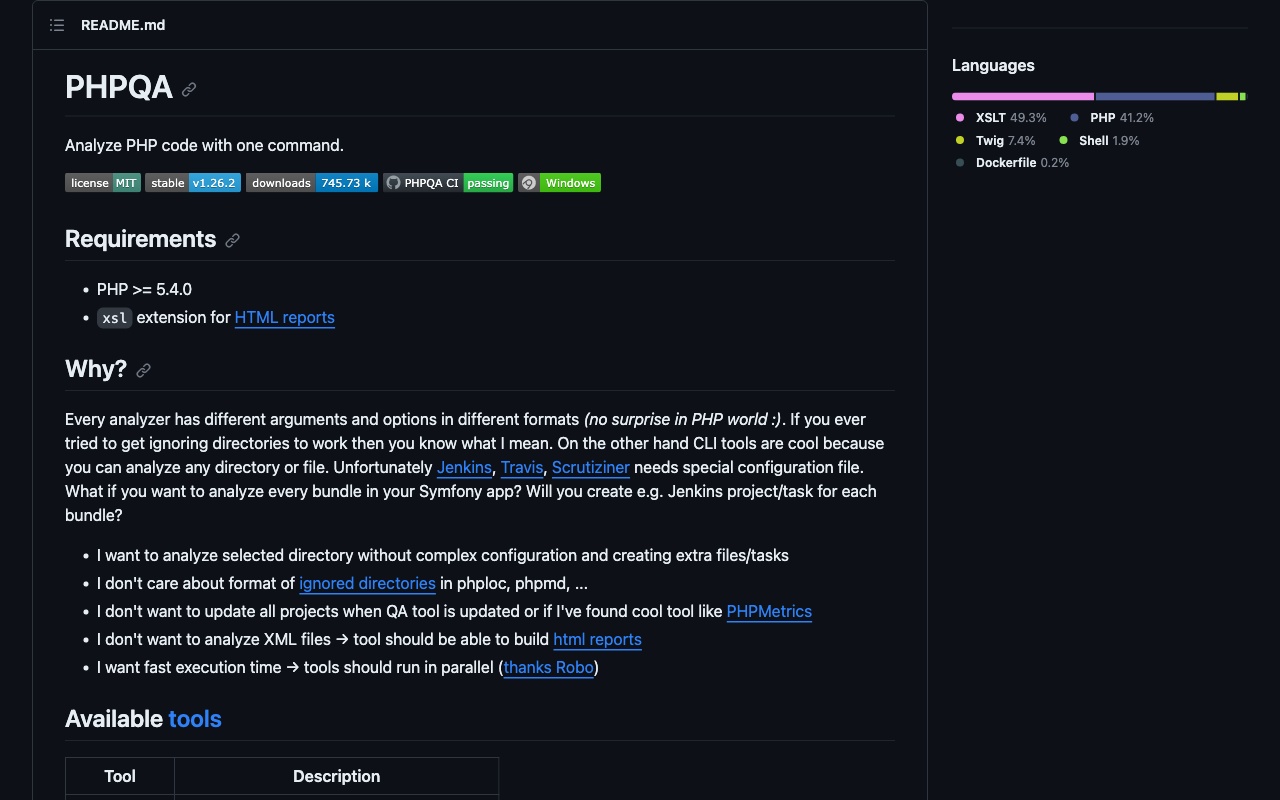 README.md
PHPQA
Analyze PHP code with one command.
license MIT stable v1.26.2 downloads 745.73 k PHPQA CI passing Windows
Requirements
• PHP >= 5.4.0
• xsl extension for HTML reports
Why?
Every analyzer has different arguments and options in different formats (no surprise in PHP world :). If you ever
tried to get ignoring directories to work then you know what I mean. On the other hand CLI tools are cool because
you can analyze any directory or file. Unfortunately Jenkins, Travis, Scrutiziner needs special configuration file.
What if you want to analyze every bundle in your Symfony app? Will you create e.g. Jenkins project/task for each
bundle?
• I want to analyze selected directory without complex configuration and creating extra files/tasks
• I don't care about format of ignored directories in phploc, phpmd, ...
• I don't want to update all projects when QA tool is updated or if I've found cool tool like PHPMetrics
• I don't want to analyze XML files → tool should be able to build html reports
• I want fast execution time → tools should run in parallel (thanks Robo)
Available tools
Tool Description
Languages
XSLT 49.3% PHP 41.2%
Twig 7.4% Shell 1.9%
Dockerfile 0.2%